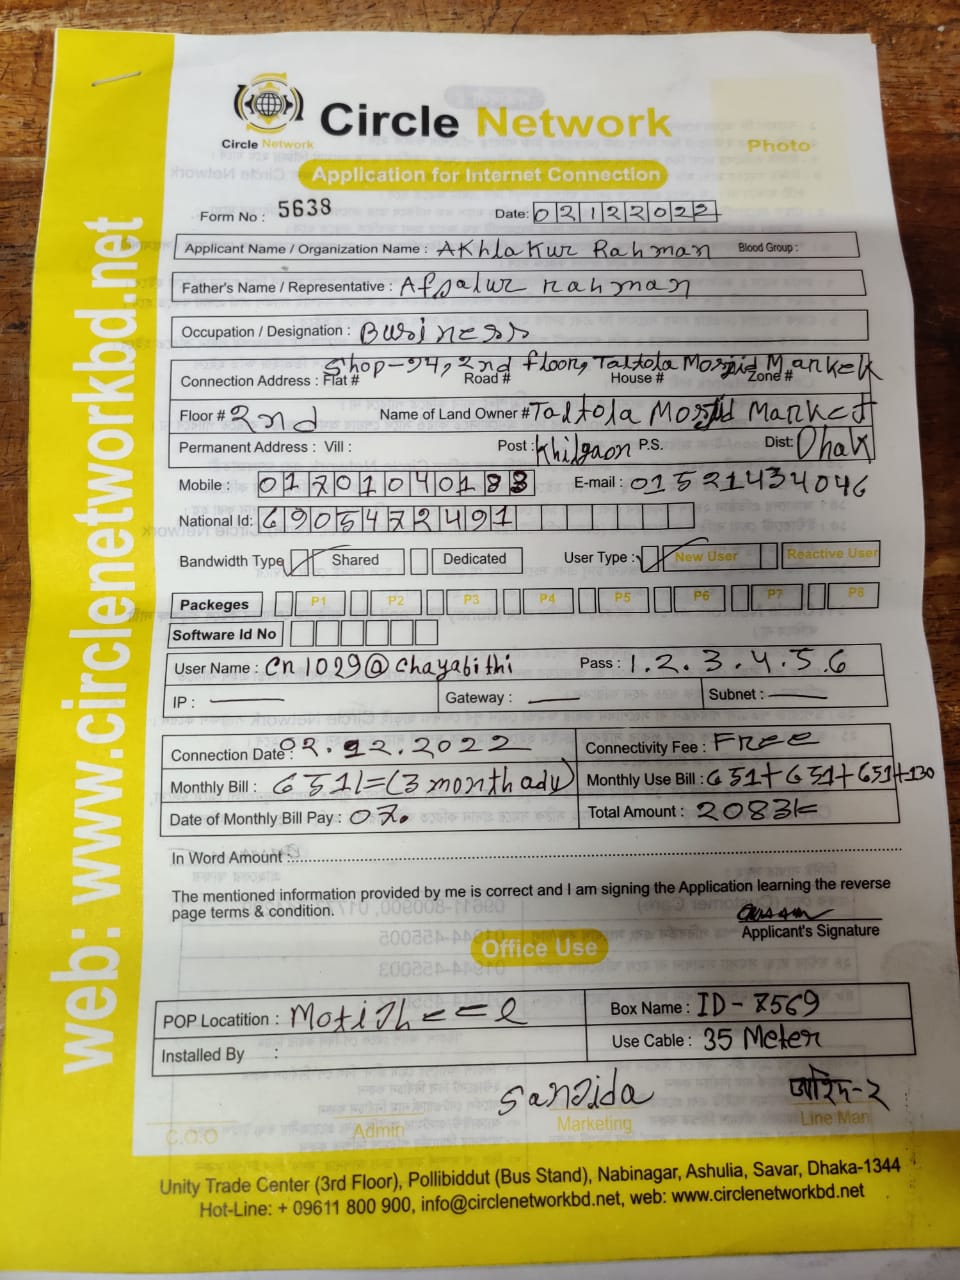 Circle Network
Circle Network
Photo
Application for Internet Connection
Form No : 5638
Date: 02122022
Applicant Name / Organization Name : AKhlaKur Rahman Blood Group :
Father's Name / Representative : Afsalur rahman
Occupation / Designation : Business
Shop-94, 2nd floor, Taltola Mosjid Market
Connection Address : Flat # Road # House # Zone #
Floor # 2nd Name of Land Owner # Taltola Mosjid Market
Permanent Address : Vill : Post : Khilgaon P.S. Dist: Dhak
Mobile : 01701040188 E-mail : 01521434046
National Id: 6905472491
Bandwidth Type Shared Dedicated User Type : New User Reactive User
Packeges P1 P2 P3 P4 P5 P6 P7 P8
Software Id No
User Name : Cn1029@Chayabithi Pass : 1.2.3.4.5 6
IP : Gateway : Subnet :
Connection Date : 02.12.2022 Connectivity Fee : Free
Monthly Bill : 651/=(3 month adv) Monthly Use Bill : 651+651+651+130
Date of Monthly Bill Pay : 07. Total Amount : 2083/=
In Word Amount :
The mentioned information provided by me is correct and I am signing the Application learning the reverse
page terms & condition.
Applicant's Signature
Office Use
POP Locatition : Motijheel Box Name : ID-7569
Installed By : Use Cable : 35 Meter
Sanjida
C.O.O Admin Marketing Line Man
Unity Trade Center (3rd Floor), Pollibiddut (Bus Stand), Nabinagar, Ashulia, Savar, Dhaka-1344
Hot-Line: + 09611 800 900, info@circlenetworkbd.net, web: www.circlenetworkbd.net
web: www.circlenetworkbd.net